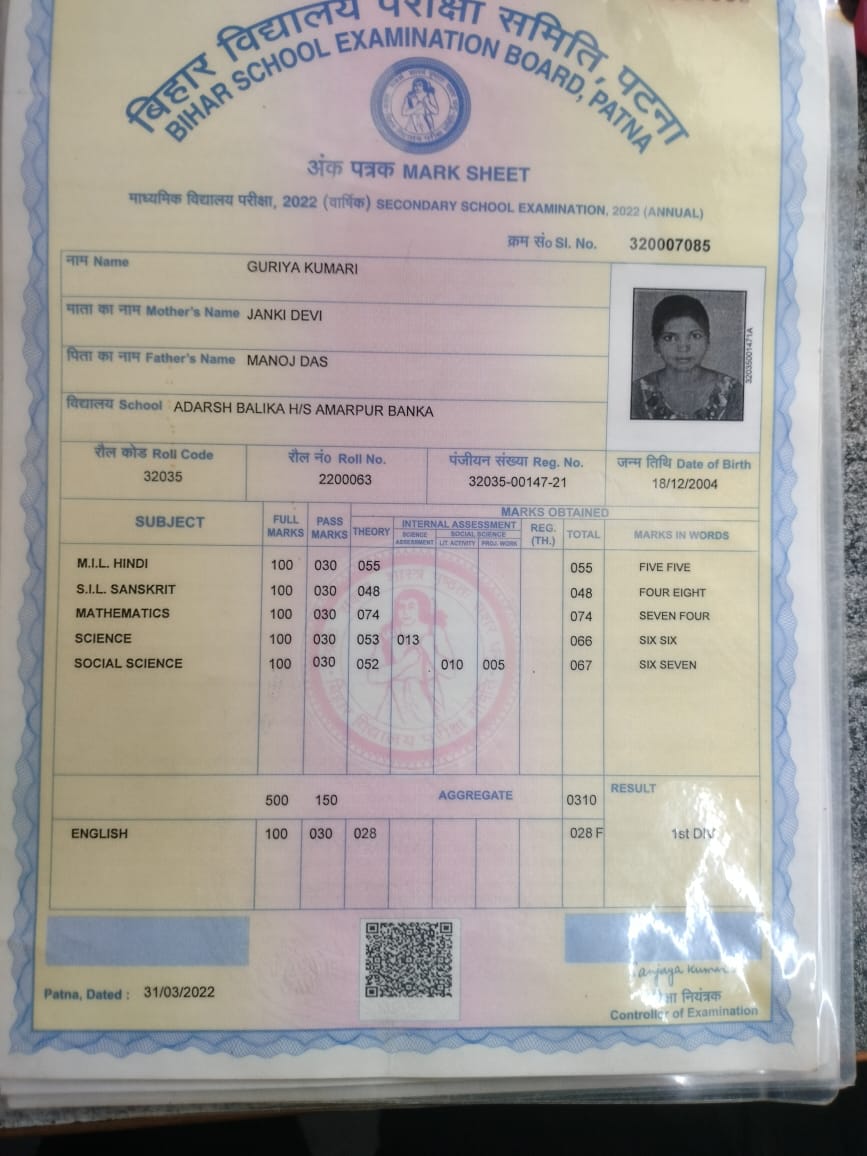 बिहार विद्यालय परीक्षा समिति, पटना
BIHAR SCHOOL EXAMINATION BOARD, PATNA
अंक पत्रक MARK SHEET
माध्यमिक विद्यालय परीक्षा, 2022 (वार्षिक) SECONDARY SCHOOL EXAMINATION, 2022 (ANNUAL)
क्रम सं० Sl. No. 320007085
नाम Name GURIYA KUMARI
माता का नाम Mother's Name JANKI DEVI
पिता का नाम Father's Name MANOJ DAS
विद्यालय School ADARSH BALIKA H/S AMARPUR BANKA
32035001471A
रौल कोड Roll Code रौल नं० Roll No. पंजीयन संख्या Reg. No. जन्म तिथि Date of Birth
32035 2200063 32035-00147-21 18/12/2004
MARKS OBTAINED
SUBJECT FULL MARKS PASS MARKS THEORY INTERNAL ASSESSMENT REG. (TH.) TOTAL MARKS IN WORDS
SCIENCE ASSESSMENT SOCIAL SCIENCE
LIT. ACTIVITY PROJ. WORK
M.I.L. HINDI 100 030 055 055 FIVE FIVE
S.I.L. SANSKRIT 100 030 048 048 FOUR EIGHT
MATHEMATICS 100 030 074 074 SEVEN FOUR
SCIENCE 100 030 053 013 066 SIX SIX
SOCIAL SCIENCE 100 030 052 010 005 067 SIX SEVEN
500 150 AGGREGATE 0310 RESULT
ENGLISH 100 030 028 028 F 1st DIV
Patna, Dated : 31/03/2022
Sanjaya Kumar
नियंत्रक
Controller of Examination